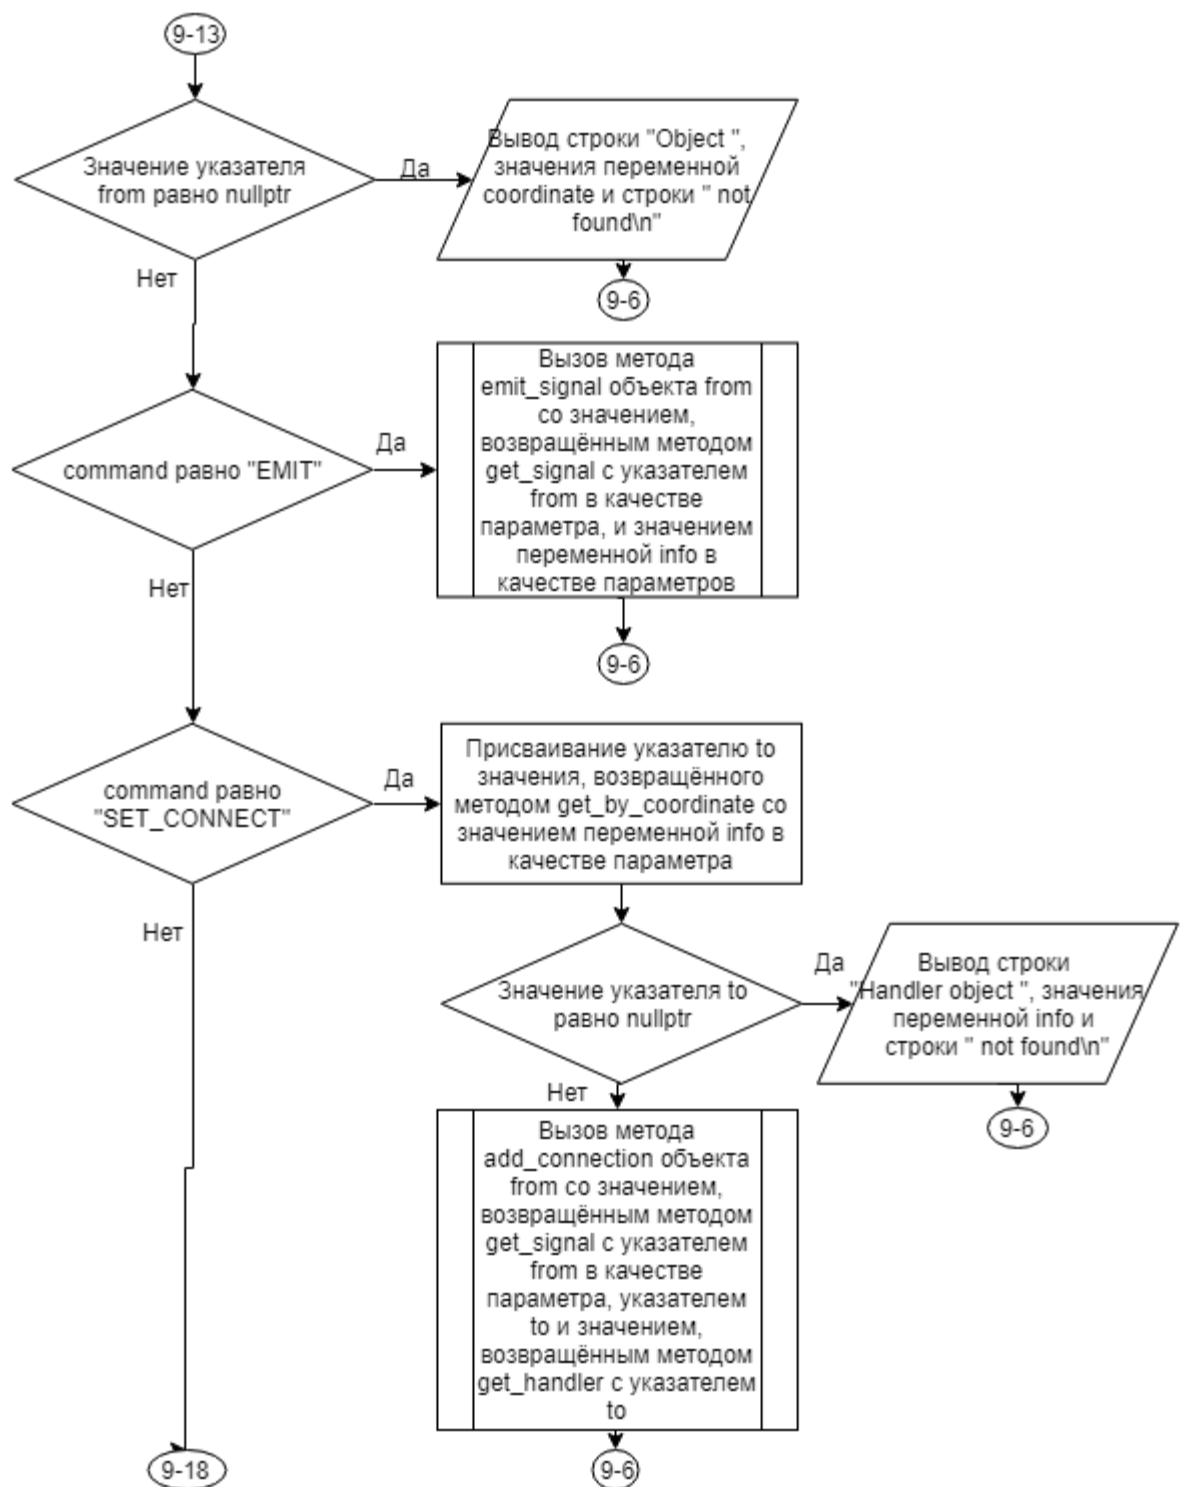 9-13
Значение указателя
from равно nullptr
Да
Вывод строки "Object ",
значения переменной
coordinate и строки " not
found\n"
Нет
9-6
command равно "EMIT"
Да
Вызов метода
emit_signal объекта from
со значением,
возвращённым методом
get_signal с указателем
from в качестве
параметра, и значением
переменной info в
качестве параметров
Нет
9-6
command равно
"SET_CONNECT"
Да
Присваивание указателю to
значения, возвращённого
методом get_by_coordinate со
значением переменной info в
качестве параметра
Нет
Значение указателя to
равно nullptr
Да
Вывод строки
"Handler object ", значения
переменной info и
строки " not found\n"
Нет
9-6
Вызов метода
add_connection объекта
from со значением,
возвращённым методом
get_signal с указателем
from в качестве
параметра, указателем
to и значением,
возвращённым методом
get_handler с указателем
to
9-18
9-6